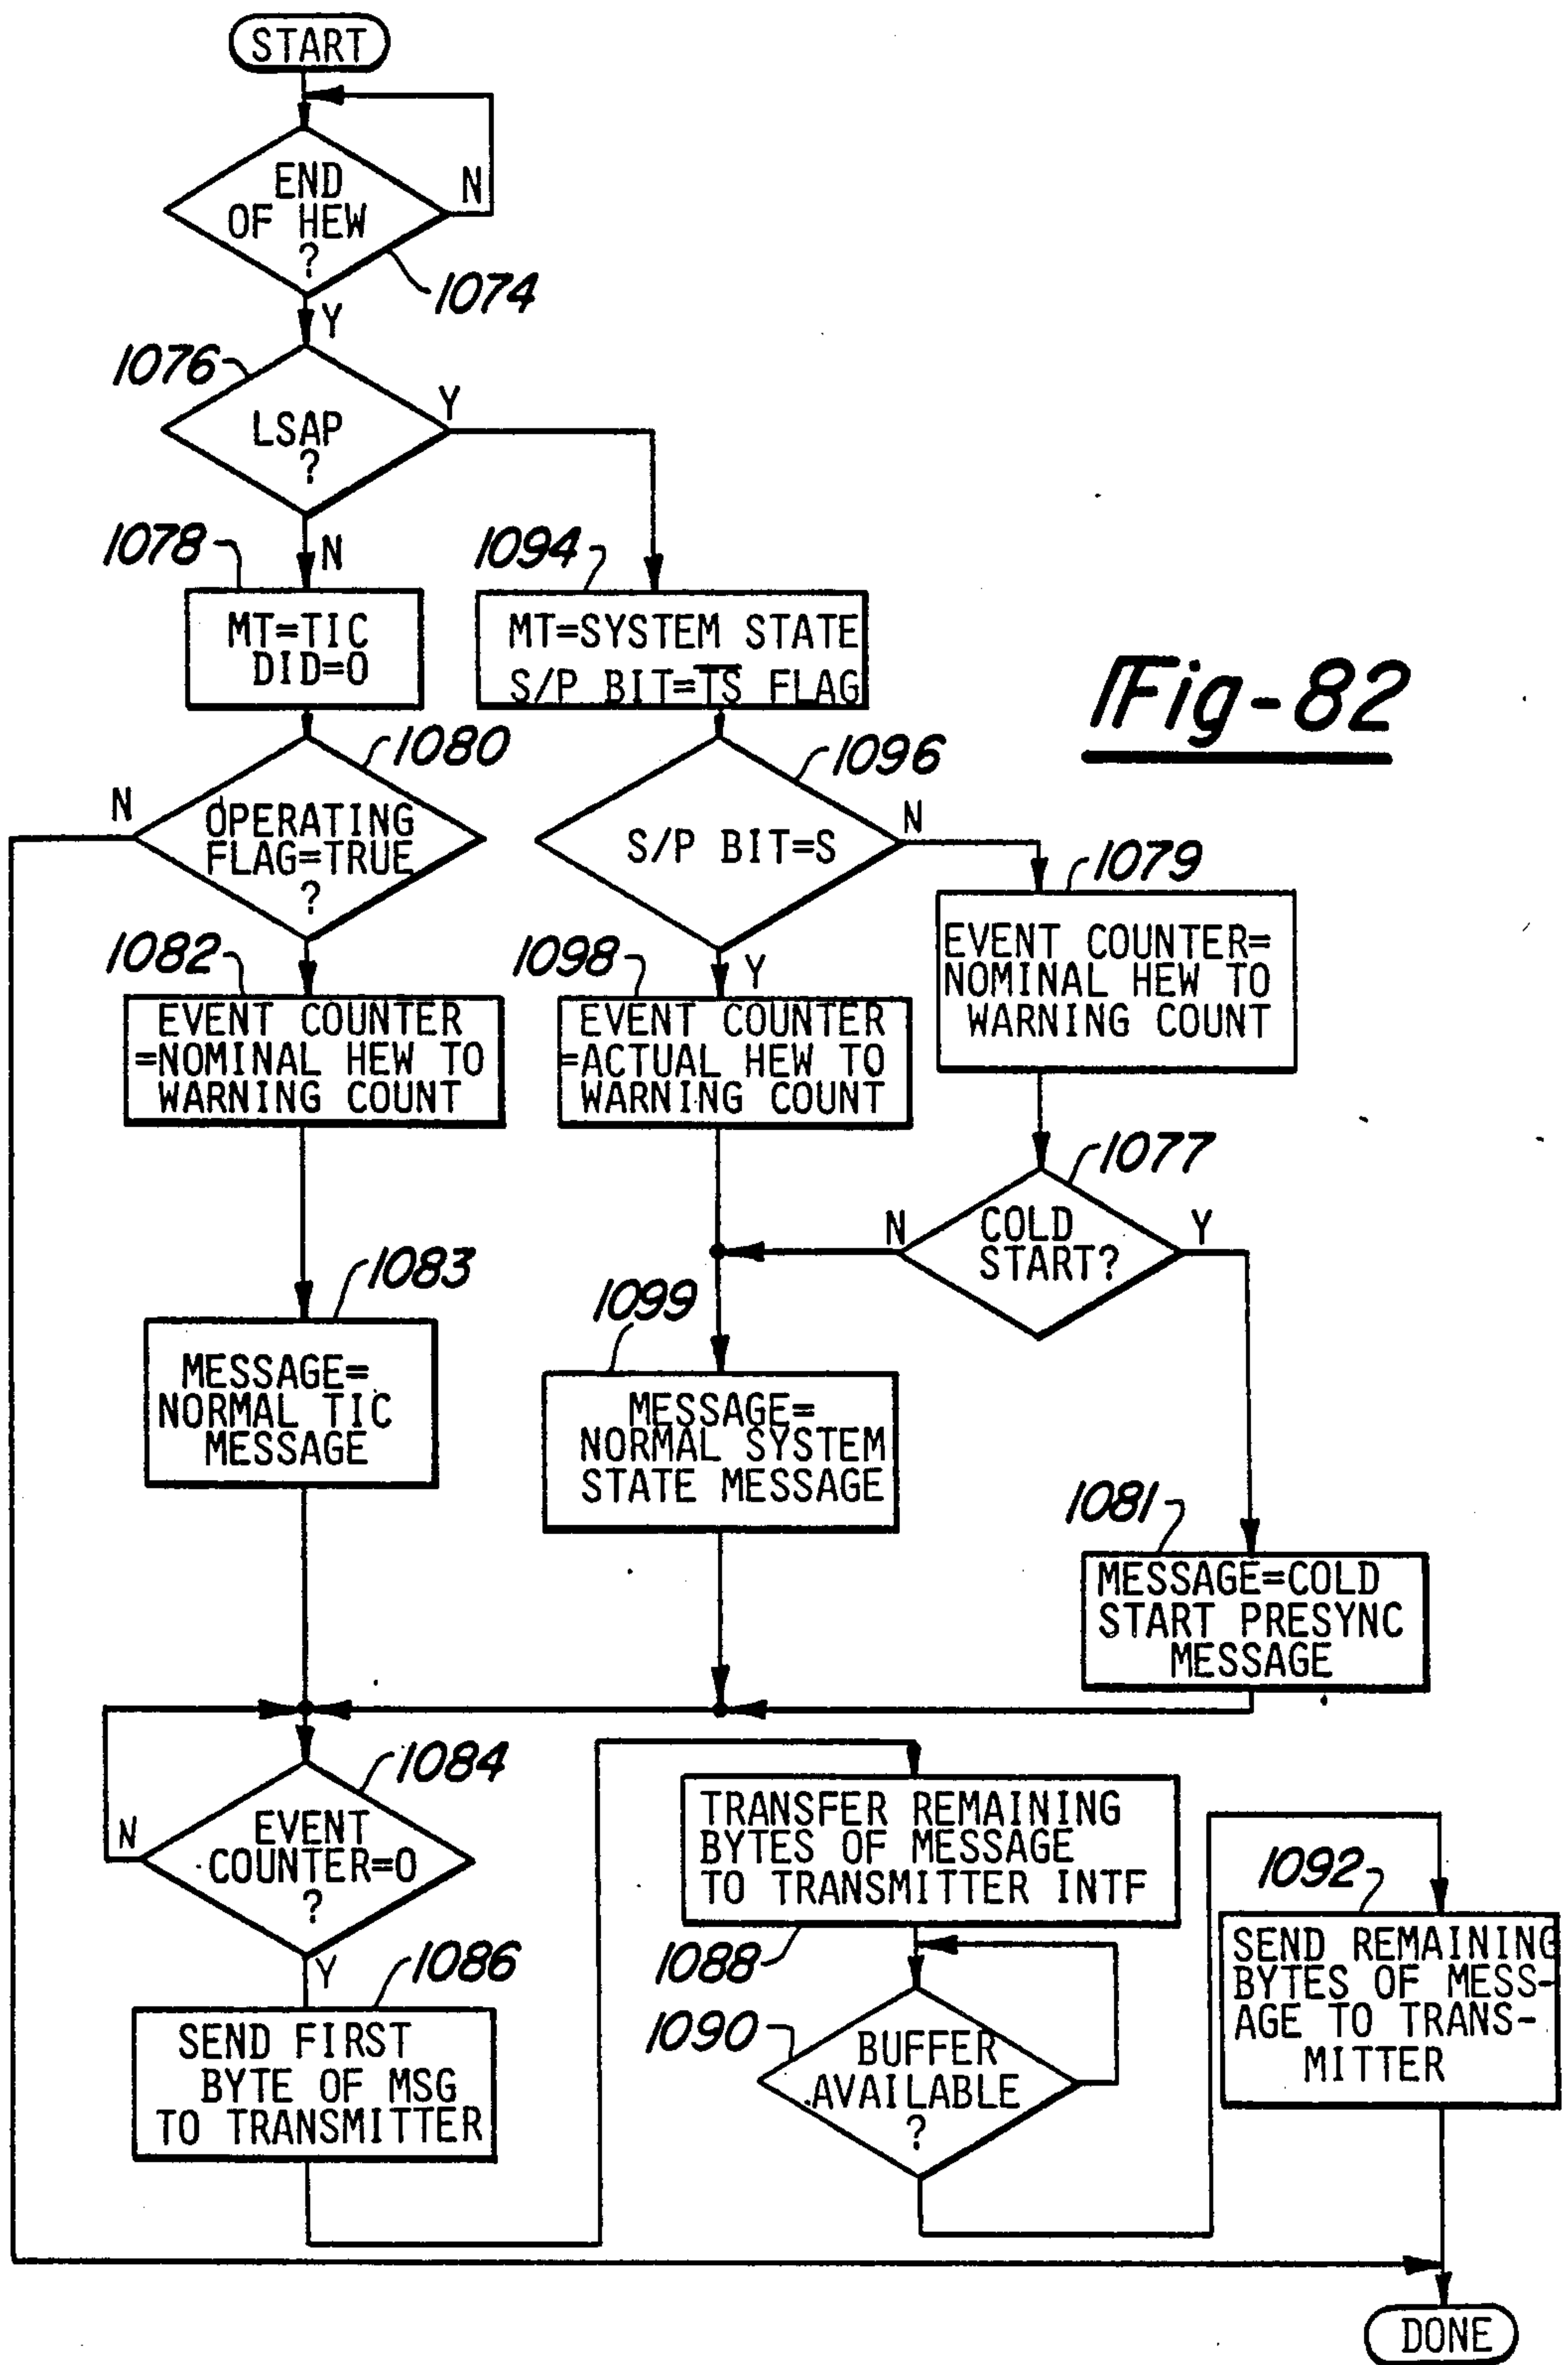 START
END
OF HEW
?
N
1074
Y
1076
LSAP
?
Y
N
1078
MT=TIC
DID=0
1094
MT=SYSTEM STATE
S/P BIT=T̅S̅ FLAG
Fig-82
1080
N
OPERATING
FLAG=TRUE
?
1096
S/P BIT=S
N
Y
1079
EVENT COUNTER=
NOMINAL HEW TO
WARNING COUNT
1082
EVENT COUNTER
=NOMINAL HEW TO
WARNING COUNT
1098
EVENT COUNTER
=ACTUAL HEW TO
WARNING COUNT
1077
COLD
START?
N
Y
1083
MESSAGE=
NORMAL TIC
MESSAGE
1099
MESSAGE=
NORMAL SYSTEM
STATE MESSAGE
1081
MESSAGE=COLD
START PRESYNC
MESSAGE
1084
N
EVENT
COUNTER=0
?
Y
1086
SEND FIRST
BYTE OF MSG
TO TRANSMITTER
TRANSFER REMAINING
BYTES OF MESSAGE
TO TRANSMITTER INTF
1088
1090
BUFFER
AVAILABLE
?
1092
SEND REMAINING
BYTES OF MESS-
AGE TO TRANS-
MITTER
DONE